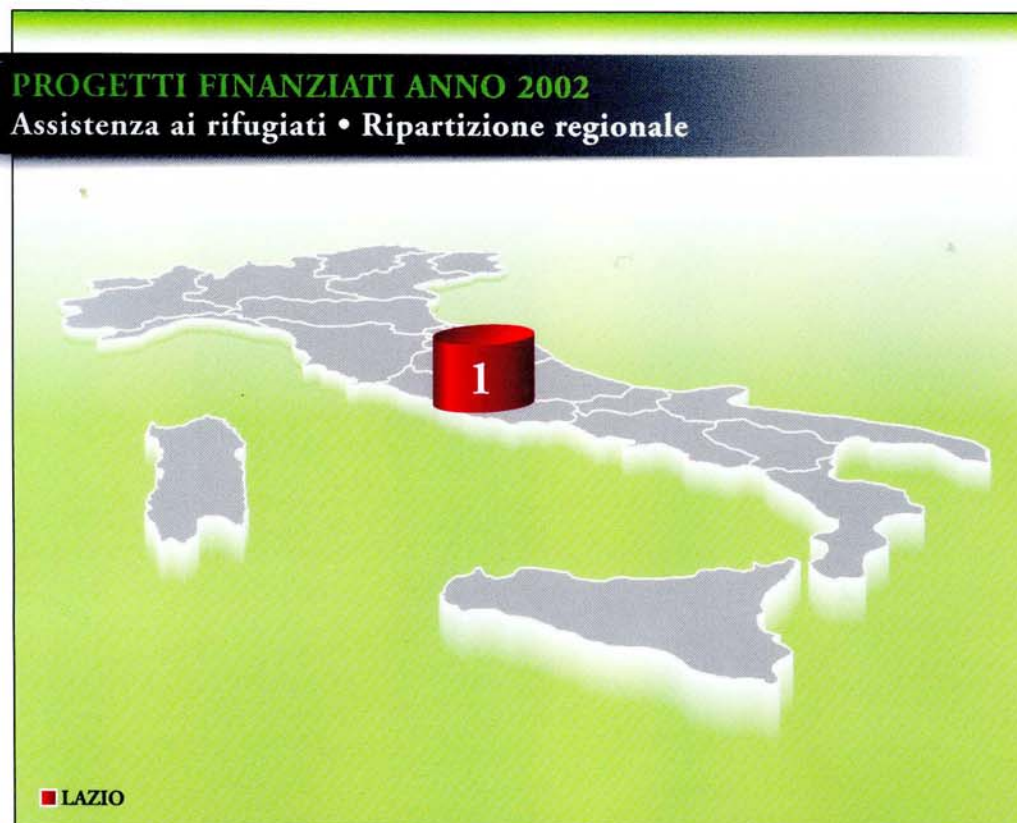 PROGETTI FINANZIATI ANNO 2002
Assistenza ai rifugiati • Ripartizione regionale
1
LAZIO